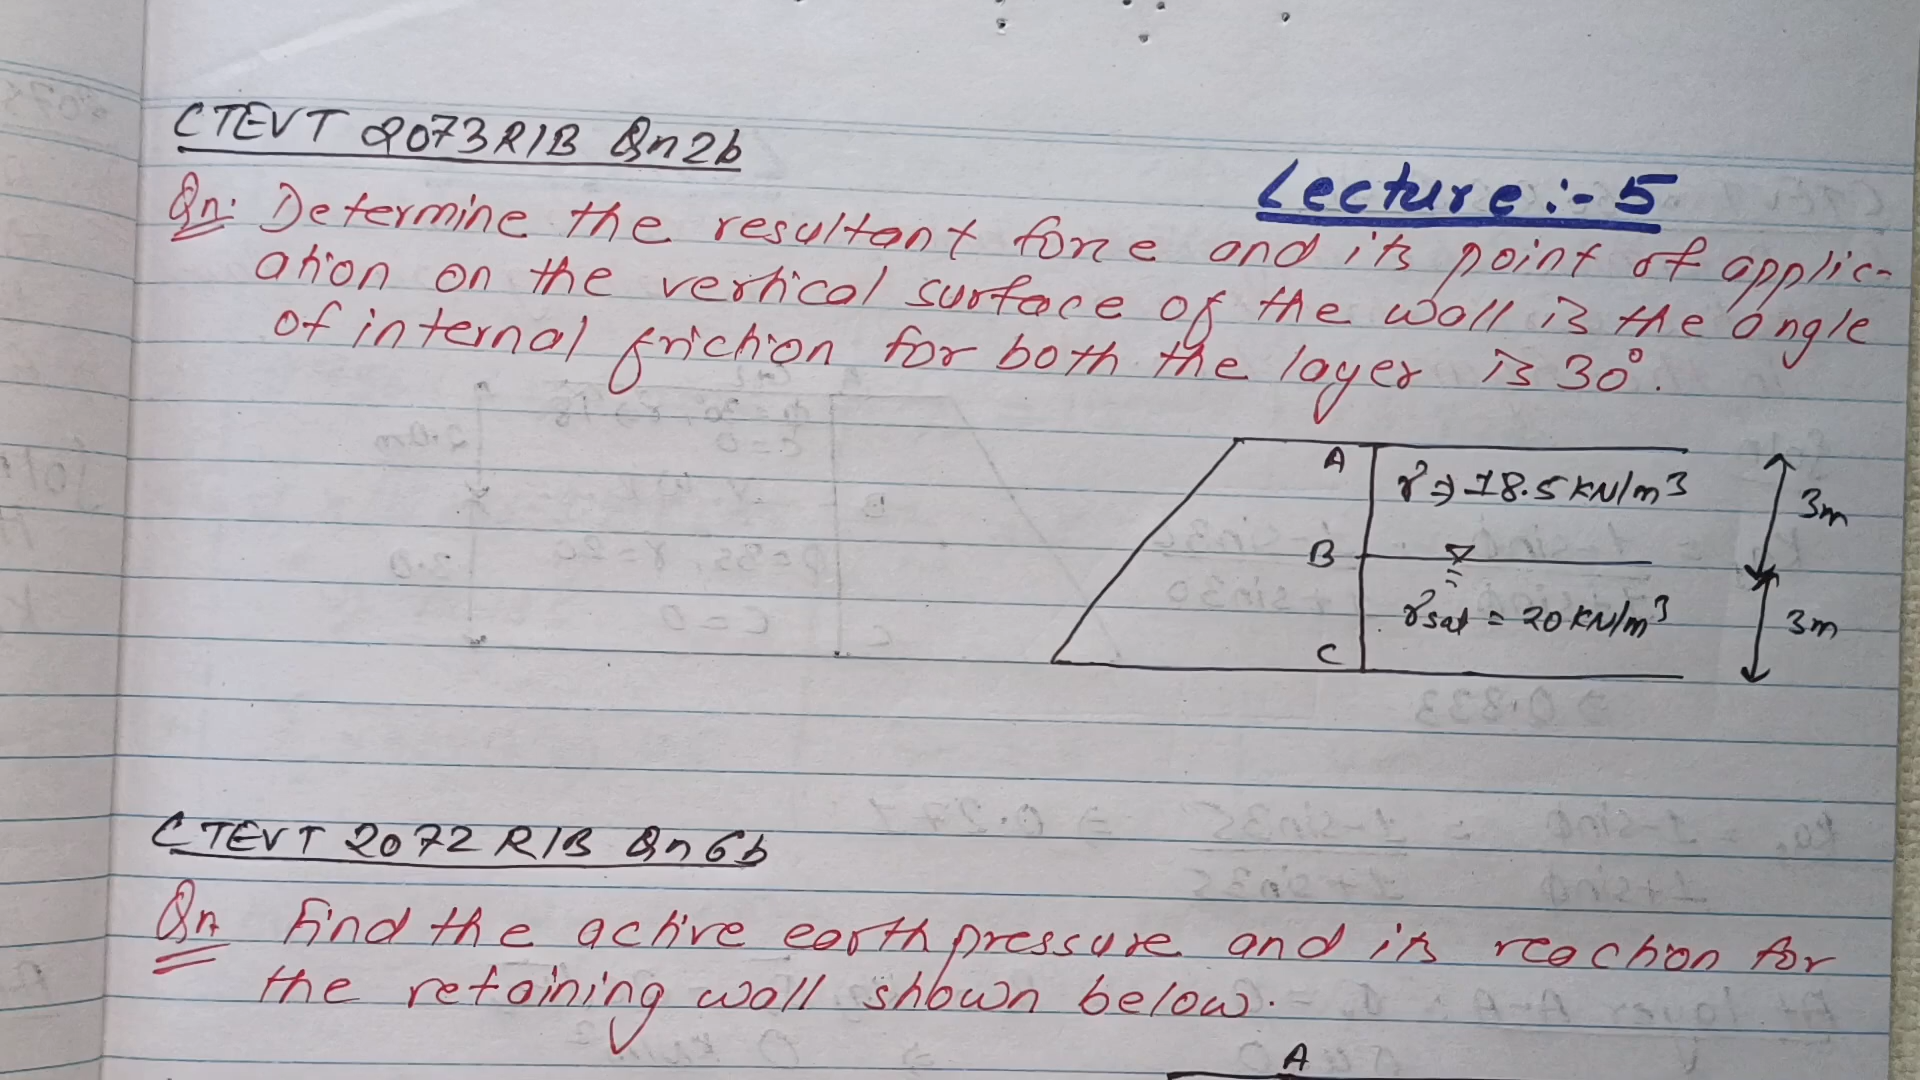 CTEVT 2073 R/B Qn 2b
Lecture:- 5
Qn: Determine the resultant force and its point of applic-
ation on the vertical surface of the wall is the angle
of internal friction for both the layer is 30°.
A
γ ⇒ 18.5 KN/m³
3m
B
γsat = 20 KN/m³
3m
C
CTEVT 2072 R/B Qn 6b
Qn Find the active earth pressure and its reaction for
the retaining wall shown below.
A